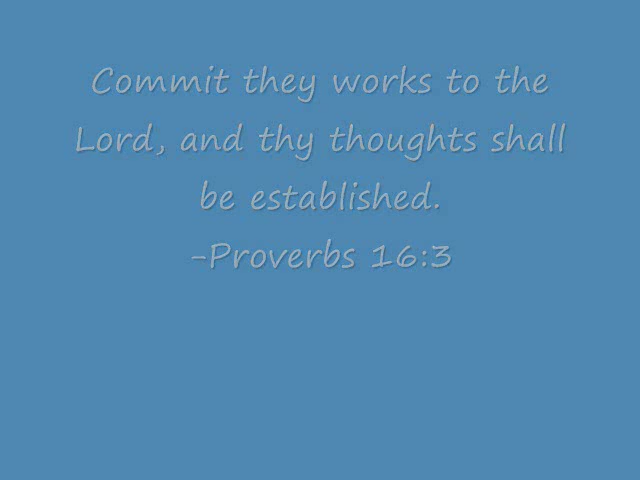 Commit they works to the
Lord, and thy thoughts shall
be established.
-Proverbs 16:3